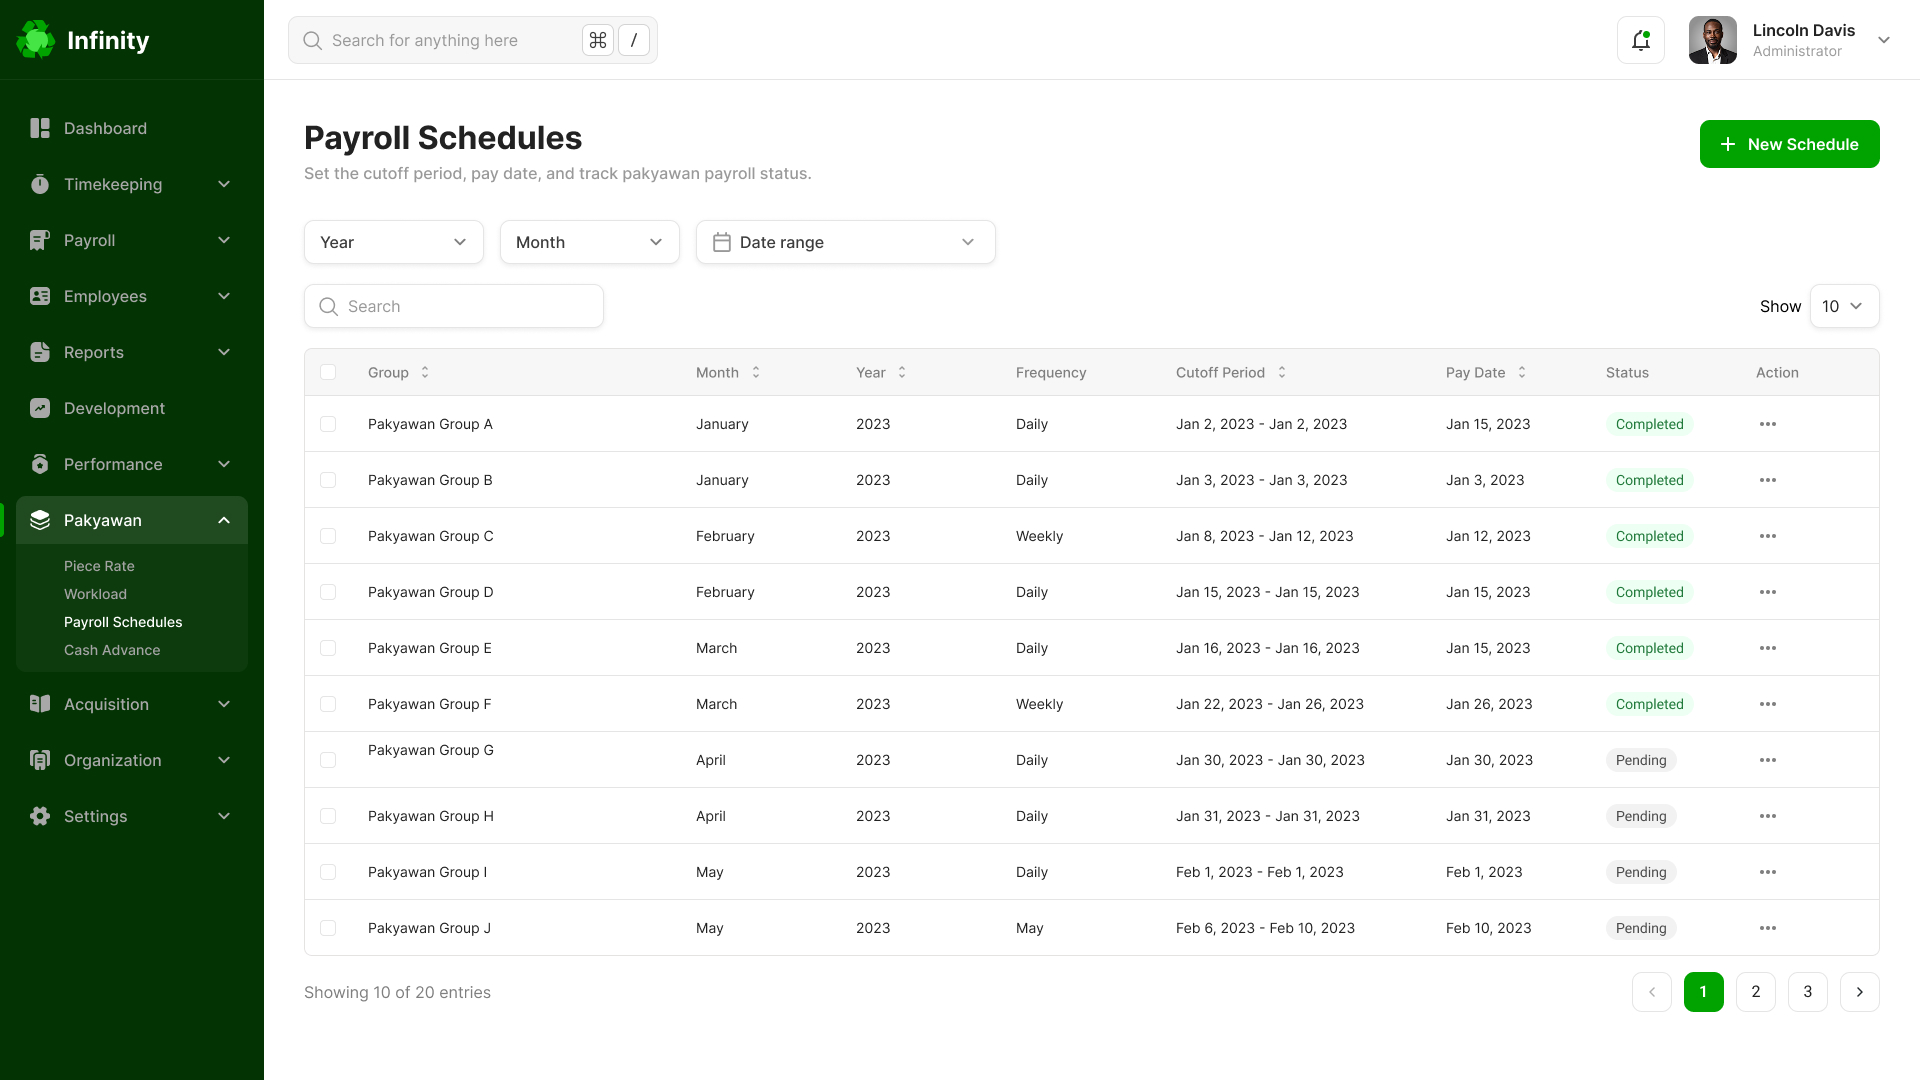 Infinity
Search for anything here ⌘ /
Lincoln Davis
Administrator
Dashboard
Timekeeping
Payroll
Employees
Reports
Development
Performance
Pakyawan
Piece Rate
Workload
Payroll Schedules
Cash Advance
Acquisition
Organization
Settings
Payroll Schedules
Set the cutoff period, pay date, and track pakyawan payroll status.
New Schedule
Year Month Date range
Search
Show 10
Group Month Year Frequency Cutoff Period Pay Date Status Action
Pakyawan Group A January 2023 Daily Jan 2, 2023 - Jan 2, 2023 Jan 15, 2023 Completed
Pakyawan Group B January 2023 Daily Jan 3, 2023 - Jan 3, 2023 Jan 3, 2023 Completed
Pakyawan Group C February 2023 Weekly Jan 8, 2023 - Jan 12, 2023 Jan 12, 2023 Completed
Pakyawan Group D February 2023 Daily Jan 15, 2023 - Jan 15, 2023 Jan 15, 2023 Completed
Pakyawan Group E March 2023 Daily Jan 16, 2023 - Jan 16, 2023 Jan 15, 2023 Completed
Pakyawan Group F March 2023 Weekly Jan 22, 2023 - Jan 26, 2023 Jan 26, 2023 Completed
Pakyawan Group G April 2023 Daily Jan 30, 2023 - Jan 30, 2023 Jan 30, 2023 Pending
Pakyawan Group H April 2023 Daily Jan 31, 2023 - Jan 31, 2023 Jan 31, 2023 Pending
Pakyawan Group I May 2023 Daily Feb 1, 2023 - Feb 1, 2023 Feb 1, 2023 Pending
Pakyawan Group J May 2023 May Feb 6, 2023 - Feb 10, 2023 Feb 10, 2023 Pending
Showing 10 of 20 entries
1 2 3